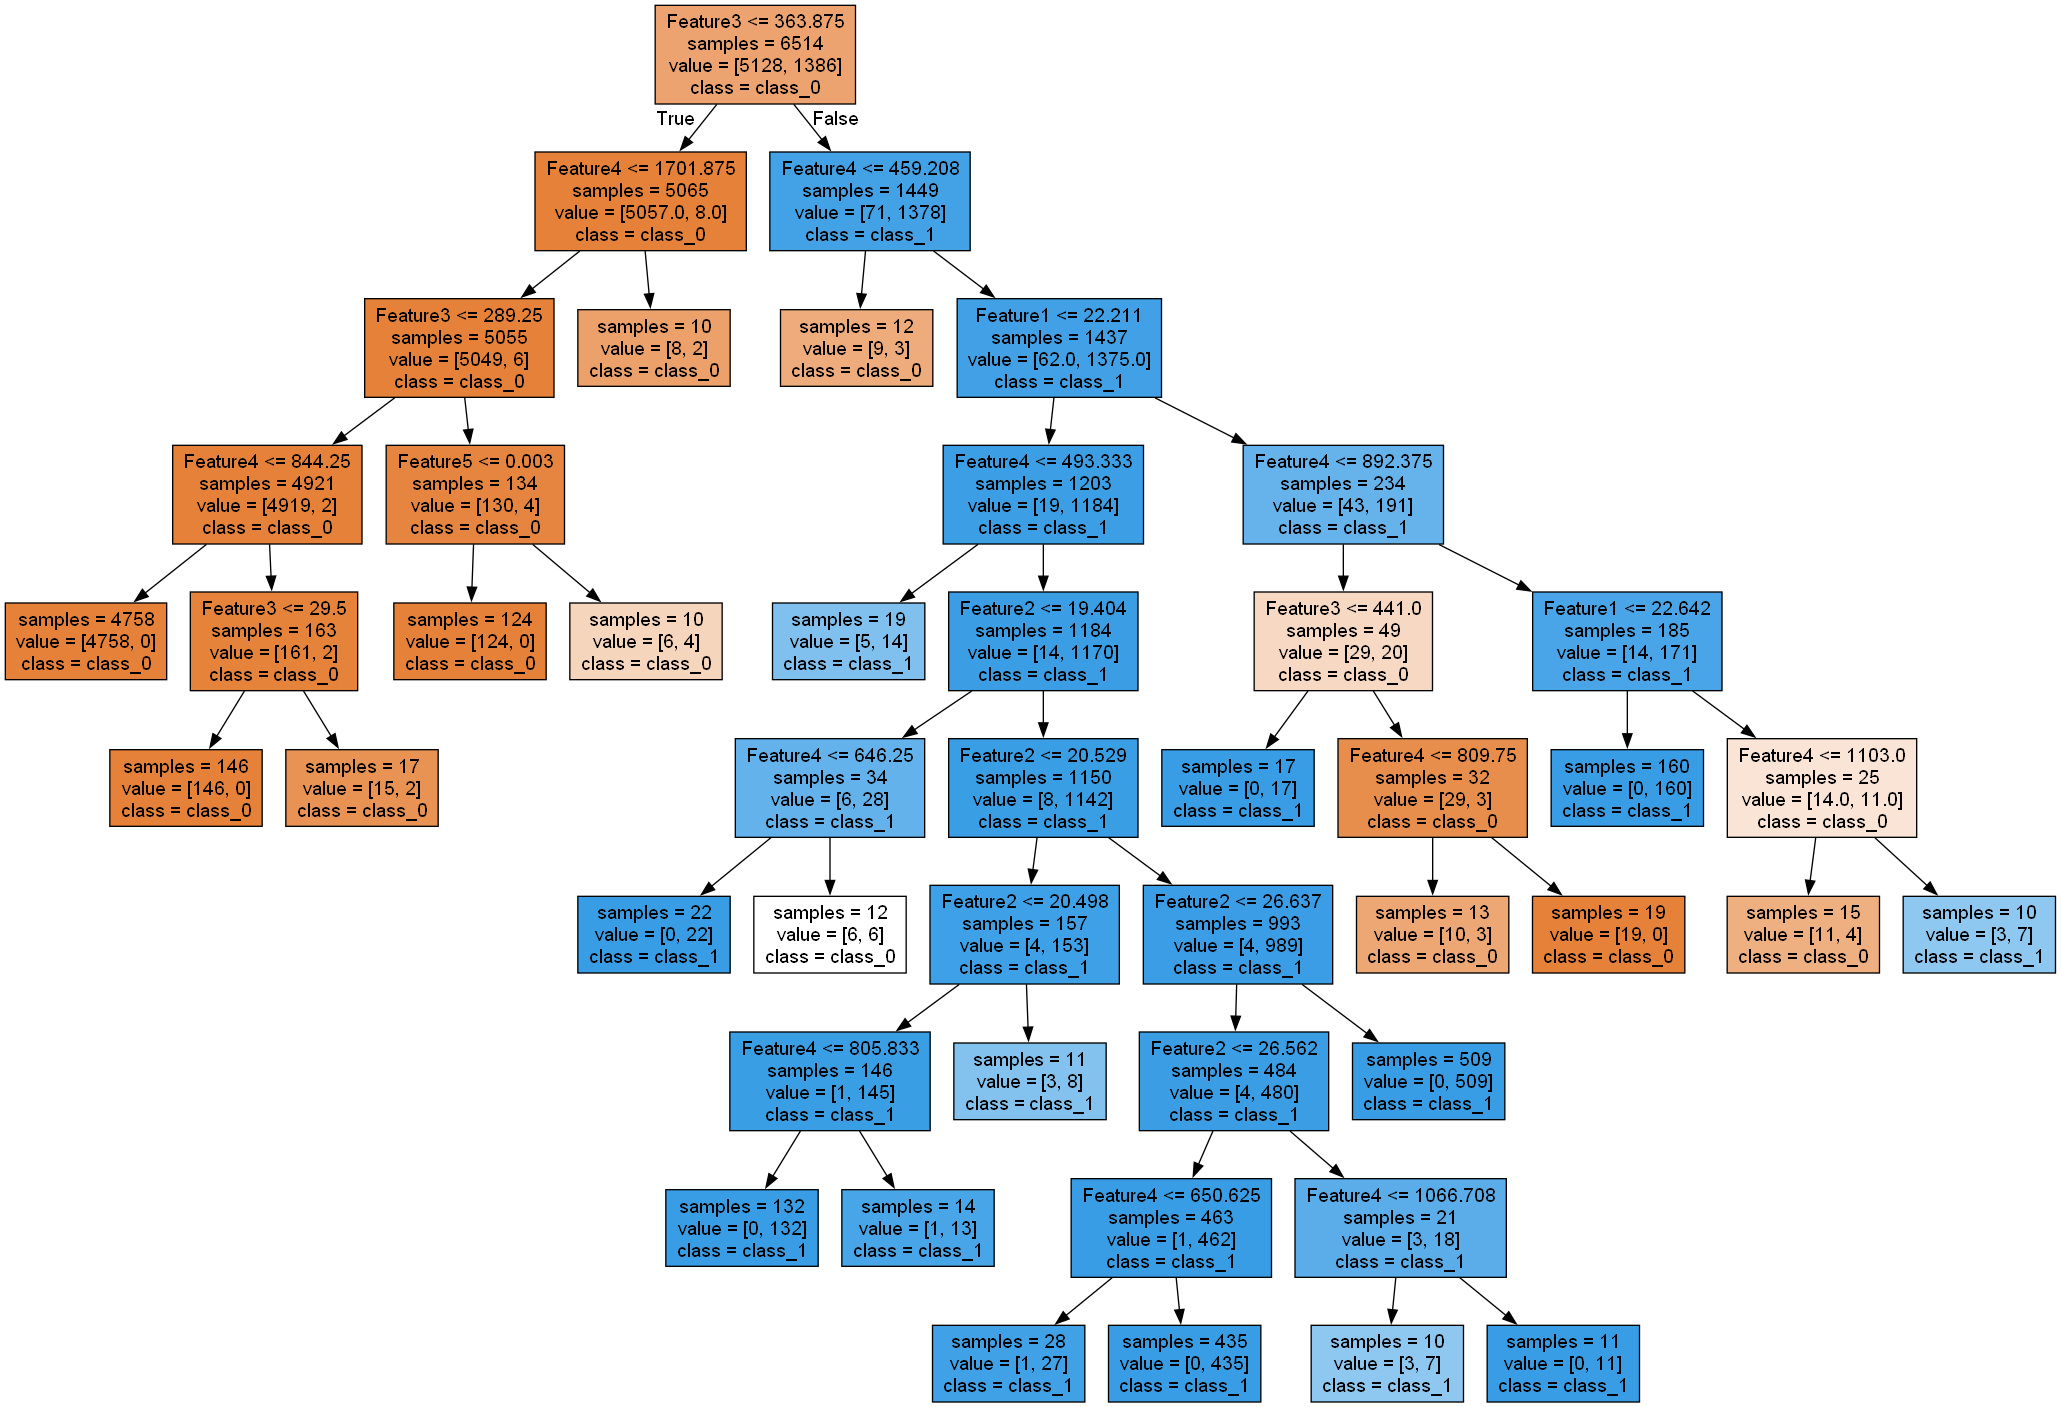 Feature3 <= 363.875
samples = 6514
value = [5128, 1386]
class = class_0
True
False
Feature4 <= 1701.875
samples = 5065
value = [5057.0, 8.0]
class = class_0
Feature4 <= 459.208
samples = 1449
value = [71, 1378]
class = class_1
Feature3 <= 289.25
samples = 5055
value = [5049, 6]
class = class_0
samples = 10
value = [8, 2]
class = class_0
samples = 12
value = [9, 3]
class = class_0
Feature1 <= 22.211
samples = 1437
value = [62.0, 1375.0]
class = class_1
Feature4 <= 844.25
samples = 4921
value = [4919, 2]
class = class_0
Feature5 <= 0.003
samples = 134
value = [130, 4]
class = class_0
Feature4 <= 493.333
samples = 1203
value = [19, 1184]
class = class_1
Feature4 <= 892.375
samples = 234
value = [43, 191]
class = class_1
samples = 4758
value = [4758, 0]
class = class_0
Feature3 <= 29.5
samples = 163
value = [161, 2]
class = class_0
samples = 124
value = [124, 0]
class = class_0
samples = 10
value = [6, 4]
class = class_0
samples = 19
value = [5, 14]
class = class_1
Feature2 <= 19.404
samples = 1184
value = [14, 1170]
class = class_1
Feature3 <= 441.0
samples = 49
value = [29, 20]
class = class_0
Feature1 <= 22.642
samples = 185
value = [14, 171]
class = class_1
samples = 146
value = [146, 0]
class = class_0
samples = 17
value = [15, 2]
class = class_0
Feature4 <= 646.25
samples = 34
value = [6, 28]
class = class_1
Feature2 <= 20.529
samples = 1150
value = [8, 1142]
class = class_1
samples = 17
value = [0, 17]
class = class_1
Feature4 <= 809.75
samples = 32
value = [29, 3]
class = class_0
samples = 160
value = [0, 160]
class = class_1
Feature4 <= 1103.0
samples = 25
value = [14.0, 11.0]
class = class_0
samples = 22
value = [0, 22]
class = class_1
samples = 12
value = [6, 6]
class = class_0
Feature2 <= 20.498
samples = 157
value = [4, 153]
class = class_1
Feature2 <= 26.637
samples = 993
value = [4, 989]
class = class_1
samples = 13
value = [10, 3]
class = class_0
samples = 19
value = [19, 0]
class = class_0
samples = 15
value = [11, 4]
class = class_0
samples = 10
value = [3, 7]
class = class_1
Feature4 <= 805.833
samples = 146
value = [1, 145]
class = class_1
samples = 11
value = [3, 8]
class = class_1
Feature2 <= 26.562
samples = 484
value = [4, 480]
class = class_1
samples = 509
value = [0, 509]
class = class_1
samples = 132
value = [0, 132]
class = class_1
samples = 14
value = [1, 13]
class = class_1
Feature4 <= 650.625
samples = 463
value = [1, 462]
class = class_1
Feature4 <= 1066.708
samples = 21
value = [3, 18]
class = class_1
samples = 28
value = [1, 27]
class = class_1
samples = 435
value = [0, 435]
class = class_1
samples = 10
value = [3, 7]
class = class_1
samples = 11
value = [0, 11]
class = class_1